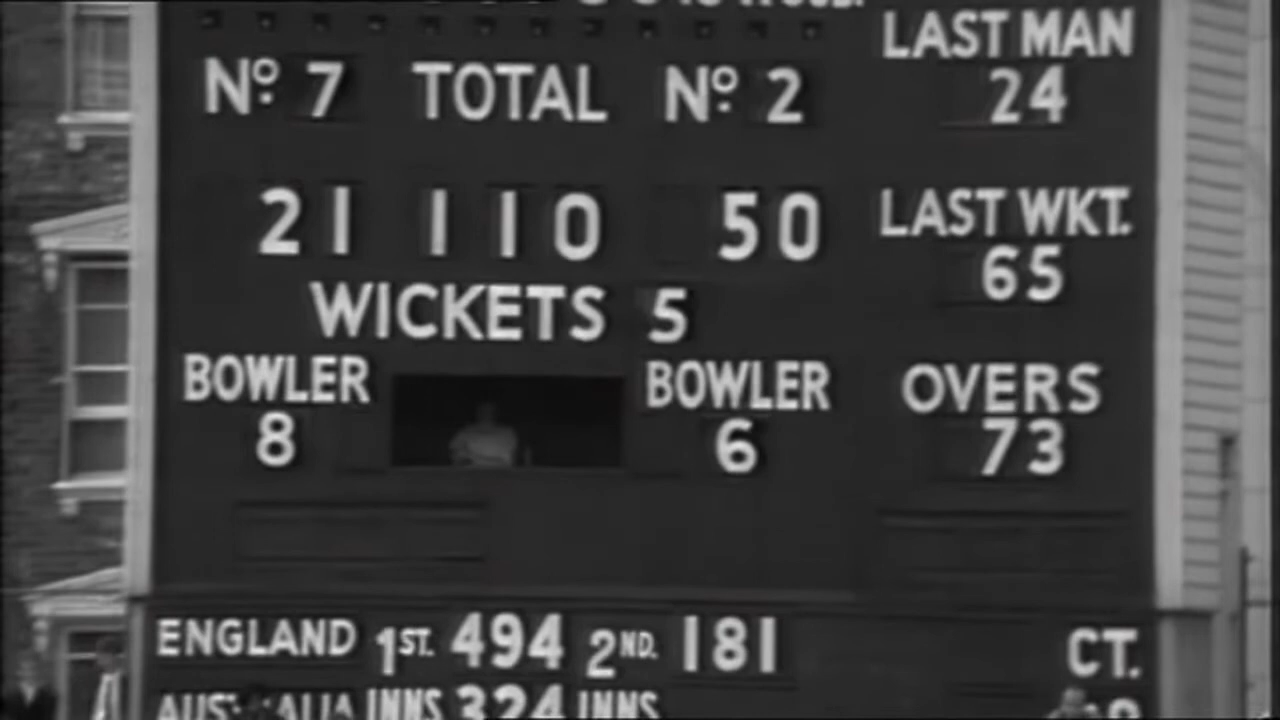 LAST MAN
Nº 7 TOTAL Nº 2 24
21 110 50 LAST WKT.
65
WICKETS 5
BOWLER BOWLER OVERS
8 6 73
ENGLAND 1ST. 494 2ND. 181 CT.
AUSTRALIA INNS 324 INNS